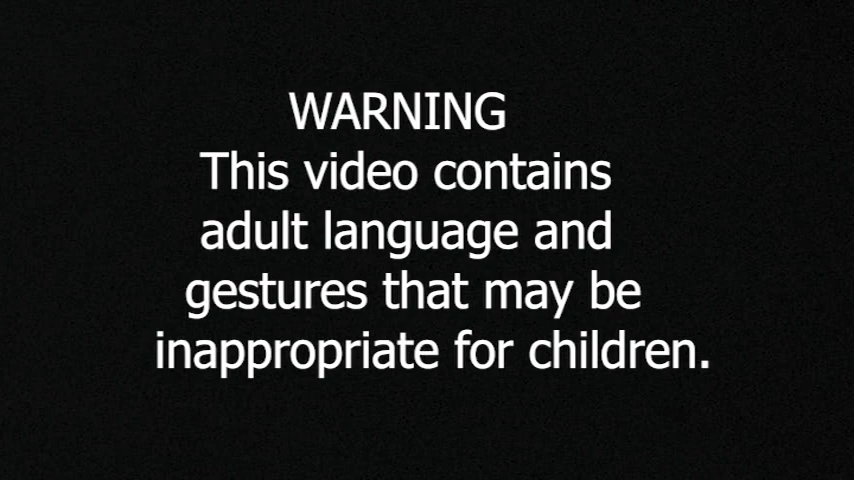 WARNING
This video contains
adult language and
gestures that may be
inappropriate for children.